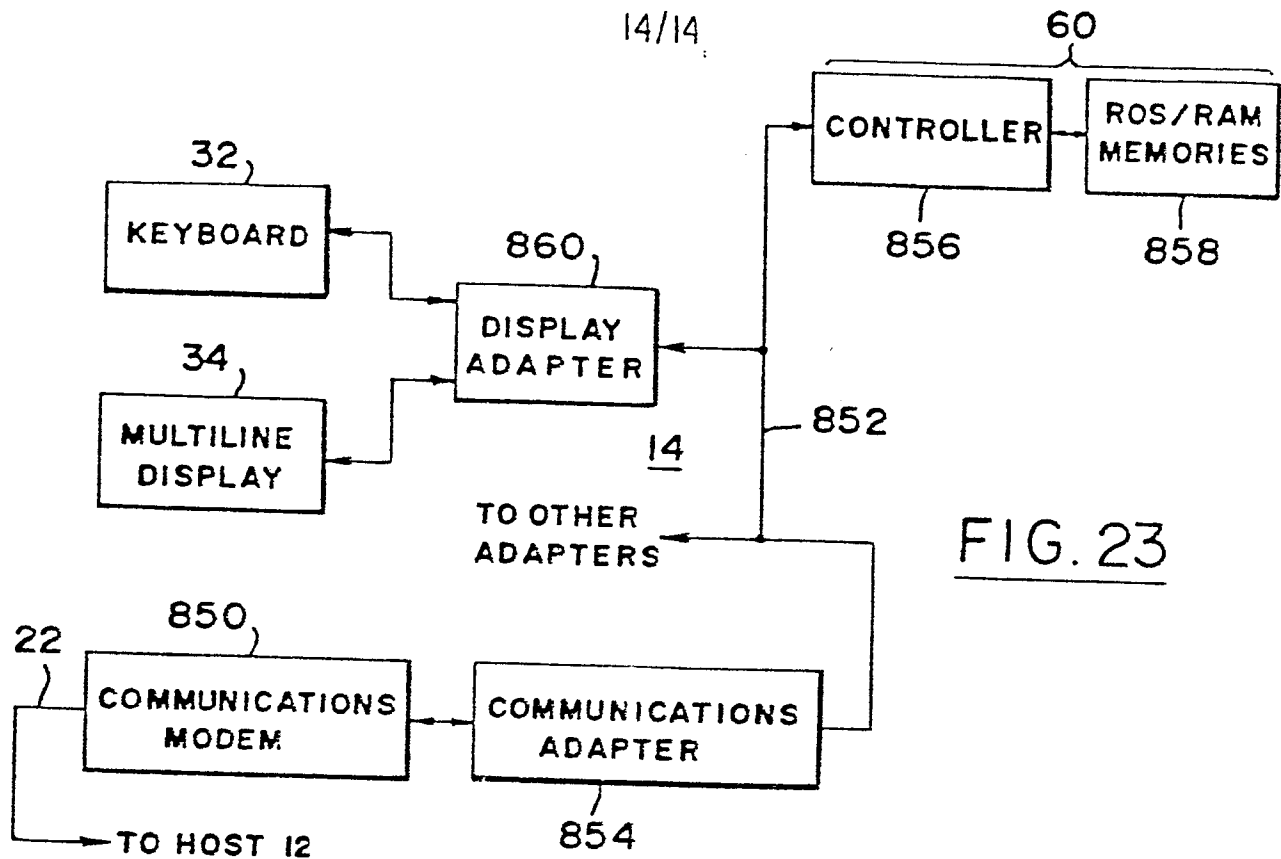 14/14
60
CONTROLLER
ROS/RAM
MEMORIES
856
858
32
KEYBOARD
860
DISPLAY
ADAPTER
34
MULTILINE
DISPLAY
852
14
TO OTHER
ADAPTERS
FIG. 23
22
850
COMMUNICATIONS
MODEM
COMMUNICATIONS
ADAPTER
854
TO HOST 12